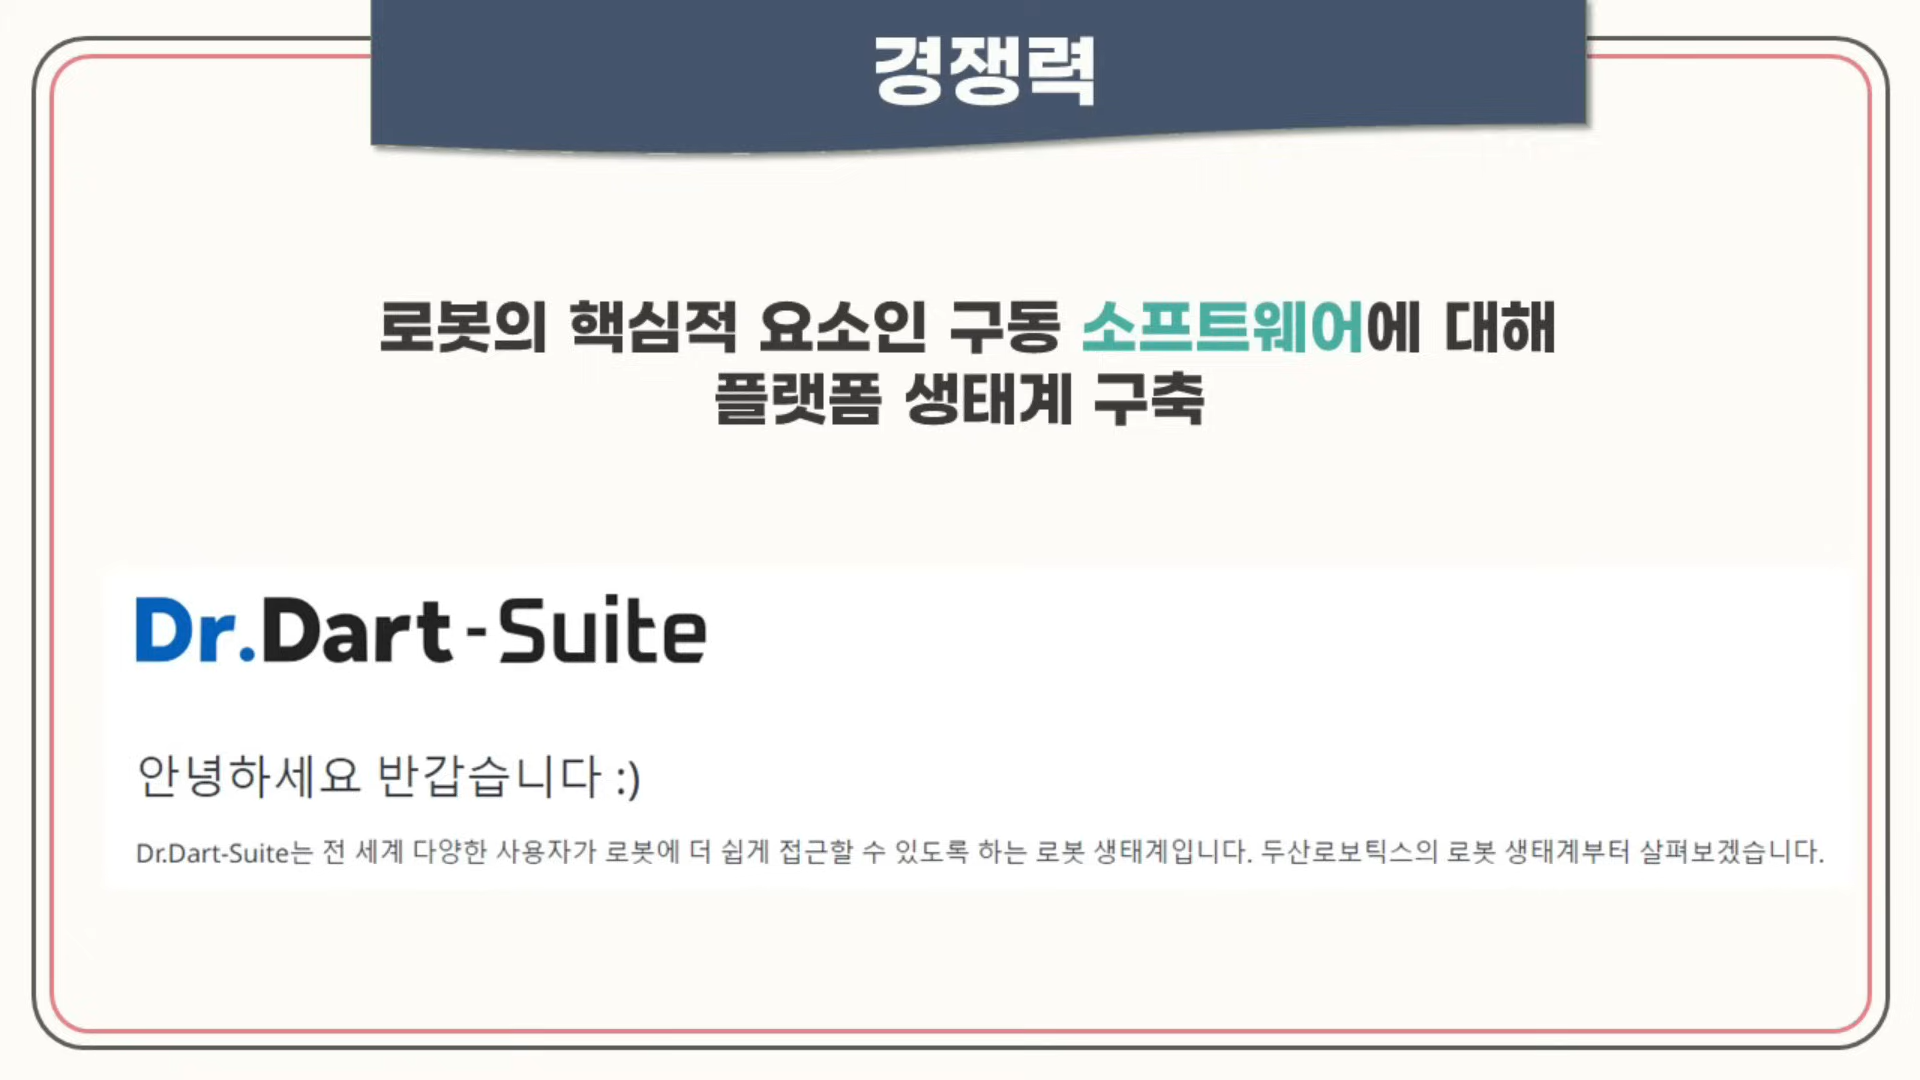 경쟁력
로봇의 핵심적 요소인 구동 소프트웨어에 대해
플랫폼 생태계 구축
Dr.Dart-Suite
안녕하세요 반갑습니다 :)
Dr.Dart-Suite는 전 세계 다양한 사용자가 로봇에 더 쉽게 접근할 수 있도록 하는 로봇 생태계입니다. 두산로보틱스의 로봇 생태계부터 살펴보겠습니다.